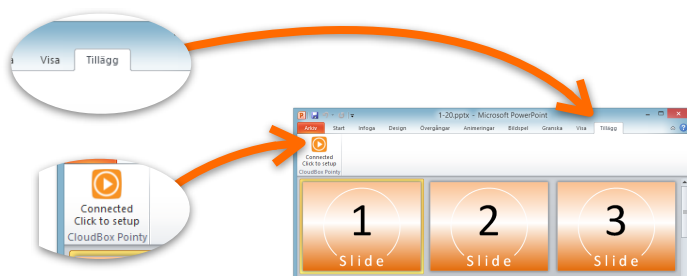 Visa Tillägg
1-20.pptx - Microsoft PowerPoint
Arkiv Start Infoga Design Övergångar Animeringar Bildspel Granska Visa Tillägg
Connected
Click to setup
CloudBox Pointy
Connected
Click to setup
CloudBox Pointy
1 2 3
Slide Slide Slide